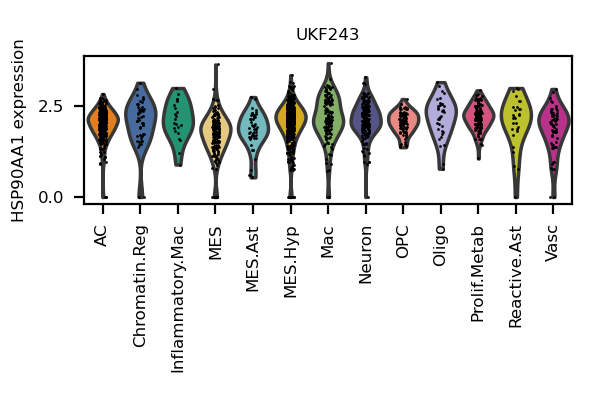 UKF243
HSP90AA1 expression
2.5
0.0
AC
Chromatin.Reg
Inflammatory.Mac
MES
MES.Ast
MES.Hyp
Mac
Neuron
OPC
Oligo
Prolif.Metab
Reactive.Ast
Vasc